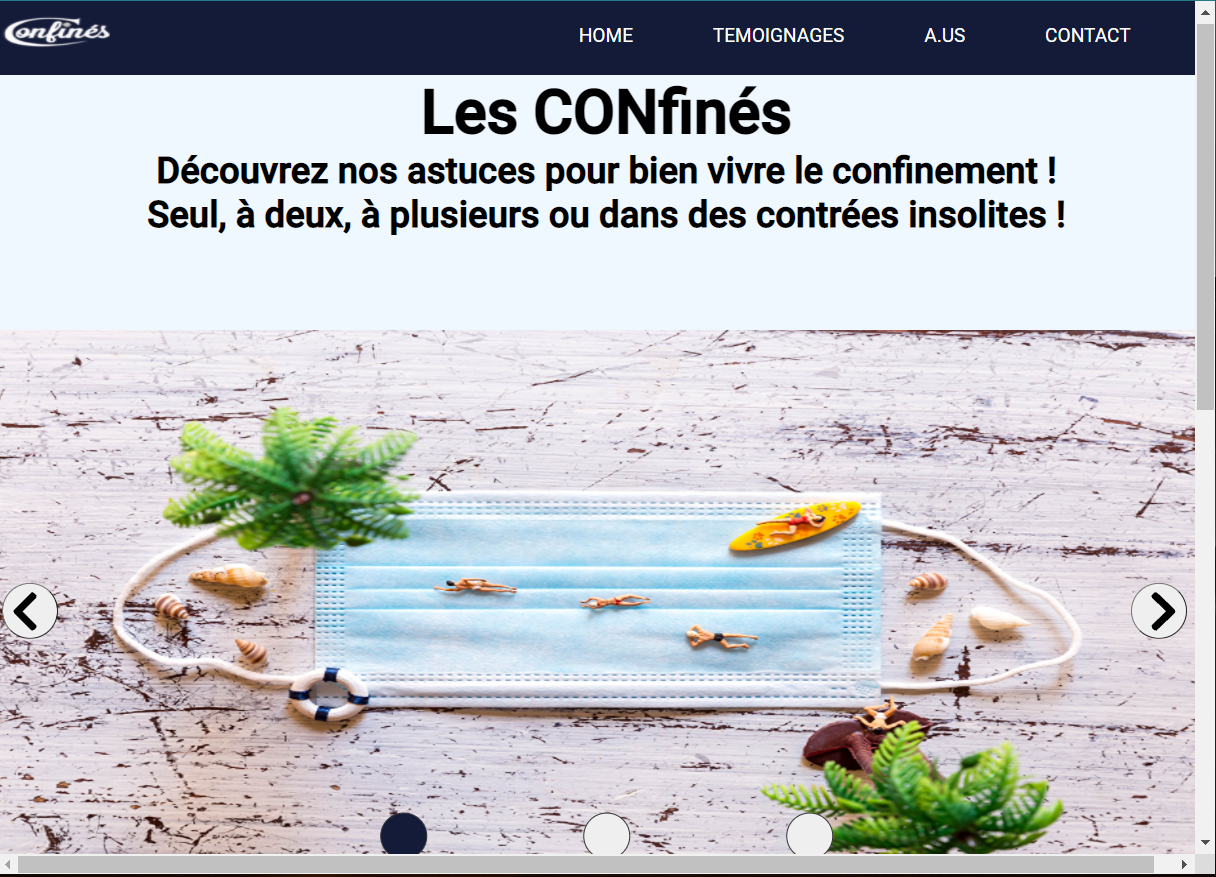 Confinés
HOME TEMOIGNAGES A.US CONTACT
Les CONfinés
Découvrez nos astuces pour bien vivre le confinement !
Seul, à deux, à plusieurs ou dans des contrées insolites !